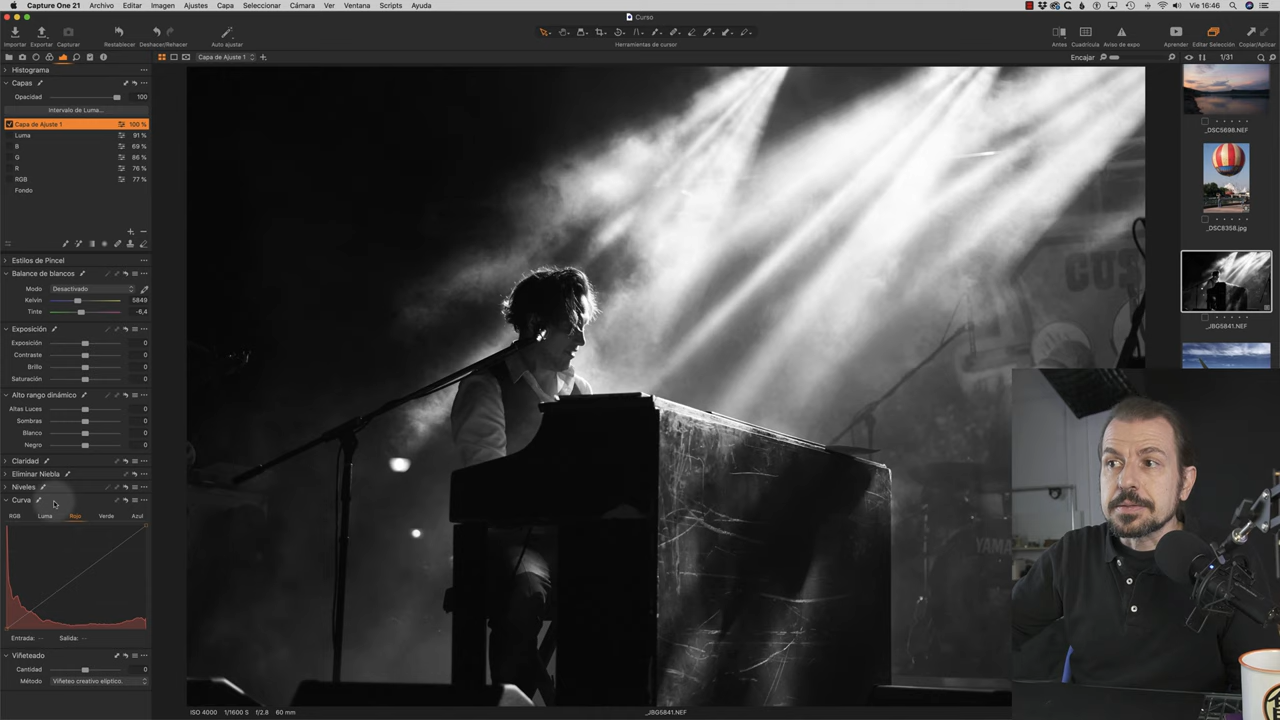 Capture One 21 Archivo Editar Imagen Ajustes Capa Seleccionar Cámara Ver Ventana Scripts Ayuda Vie 16:46
Curso
Importar Exportar Capturar Restablecer Deshacer/Rehacer Auto ajustar Herramientas de cursor Antes Cuadrícula Aviso de expo Aprender Editar Selección Copiar/Aplicar
Capa de Ajuste 1 Encajar 1/31
Histograma
Capas
Opacidad 100
Intervalo de Luma...
Capa de Ajuste 1 100 %
Luma 91 %
B 69 %
G 86 %
R 76 %
RGB 77 %
Fondo
Estilos de Pincel
Balance de blancos
Modo Desactivado
Kelvin 5849
Tinte -6,4
Exposición
Exposición 0
Contraste 0
Brillo 0
Saturación 0
Alto rango dinámico
Altas Luces 0
Sombras 0
Blanco 0
Negro 0
Claridad
Eliminar Niebla
Niveles
Curva
RGB Luma Rojo Verde Azul
Entrada: -- Salida: --
Viñeteado
Cantidad 0
Método Viñeteo creativo elíptico.
CUS
YAMA
ISO 4000 1/1600 S f/2.8 60 mm
_JBG5841.NEF
_DSC5698.NEF
_DSC8358.jpg
_JBG5841.NEF